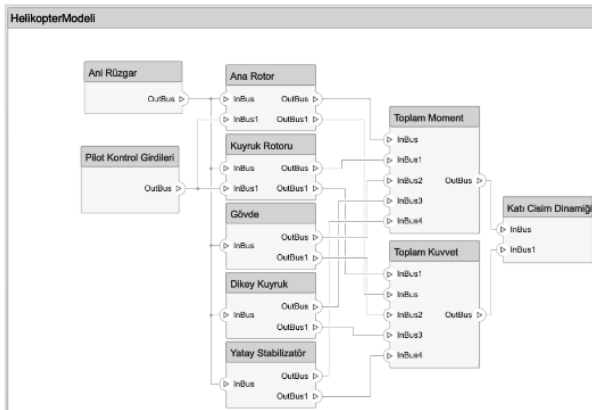 HelikopterModeli
Ani Rüzgar
OutBus
Pilot Kontrol Girdileri
OutBus
Ana Rotor
InBus OutBus
InBus1 OutBus1
Kuyruk Rotoru
InBus OutBus
InBus1 OutBus1
Gövde
OutBus
InBus
OutBus1
Dikey Kuyruk
OutBus
InBus
OutBus1
Yatay Stabilizatör
OutBus
InBus
OutBus1
Toplam Moment
InBus
InBus1
InBus2 OutBus
InBus3
InBus4
Toplam Kuvvet
InBus1
InBus
InBus2 OutBus
InBus3
InBus4
Katı Cisim Dinamiği
InBus
InBus1